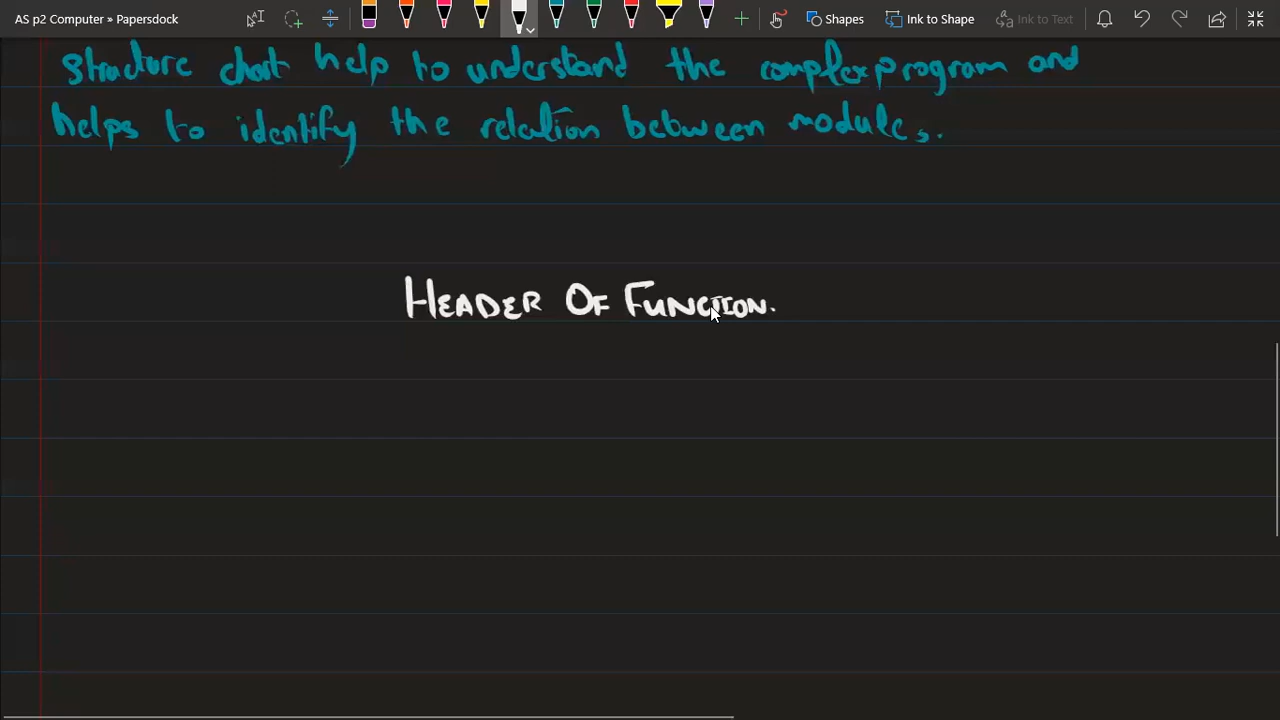 AS p2 Computer » Papersdock
Shapes
Ink to Shape
Ink to Text
Structure chart help to understand the complex program and
helps to identify the relation between modules.
HEADER OF FUNCTION.